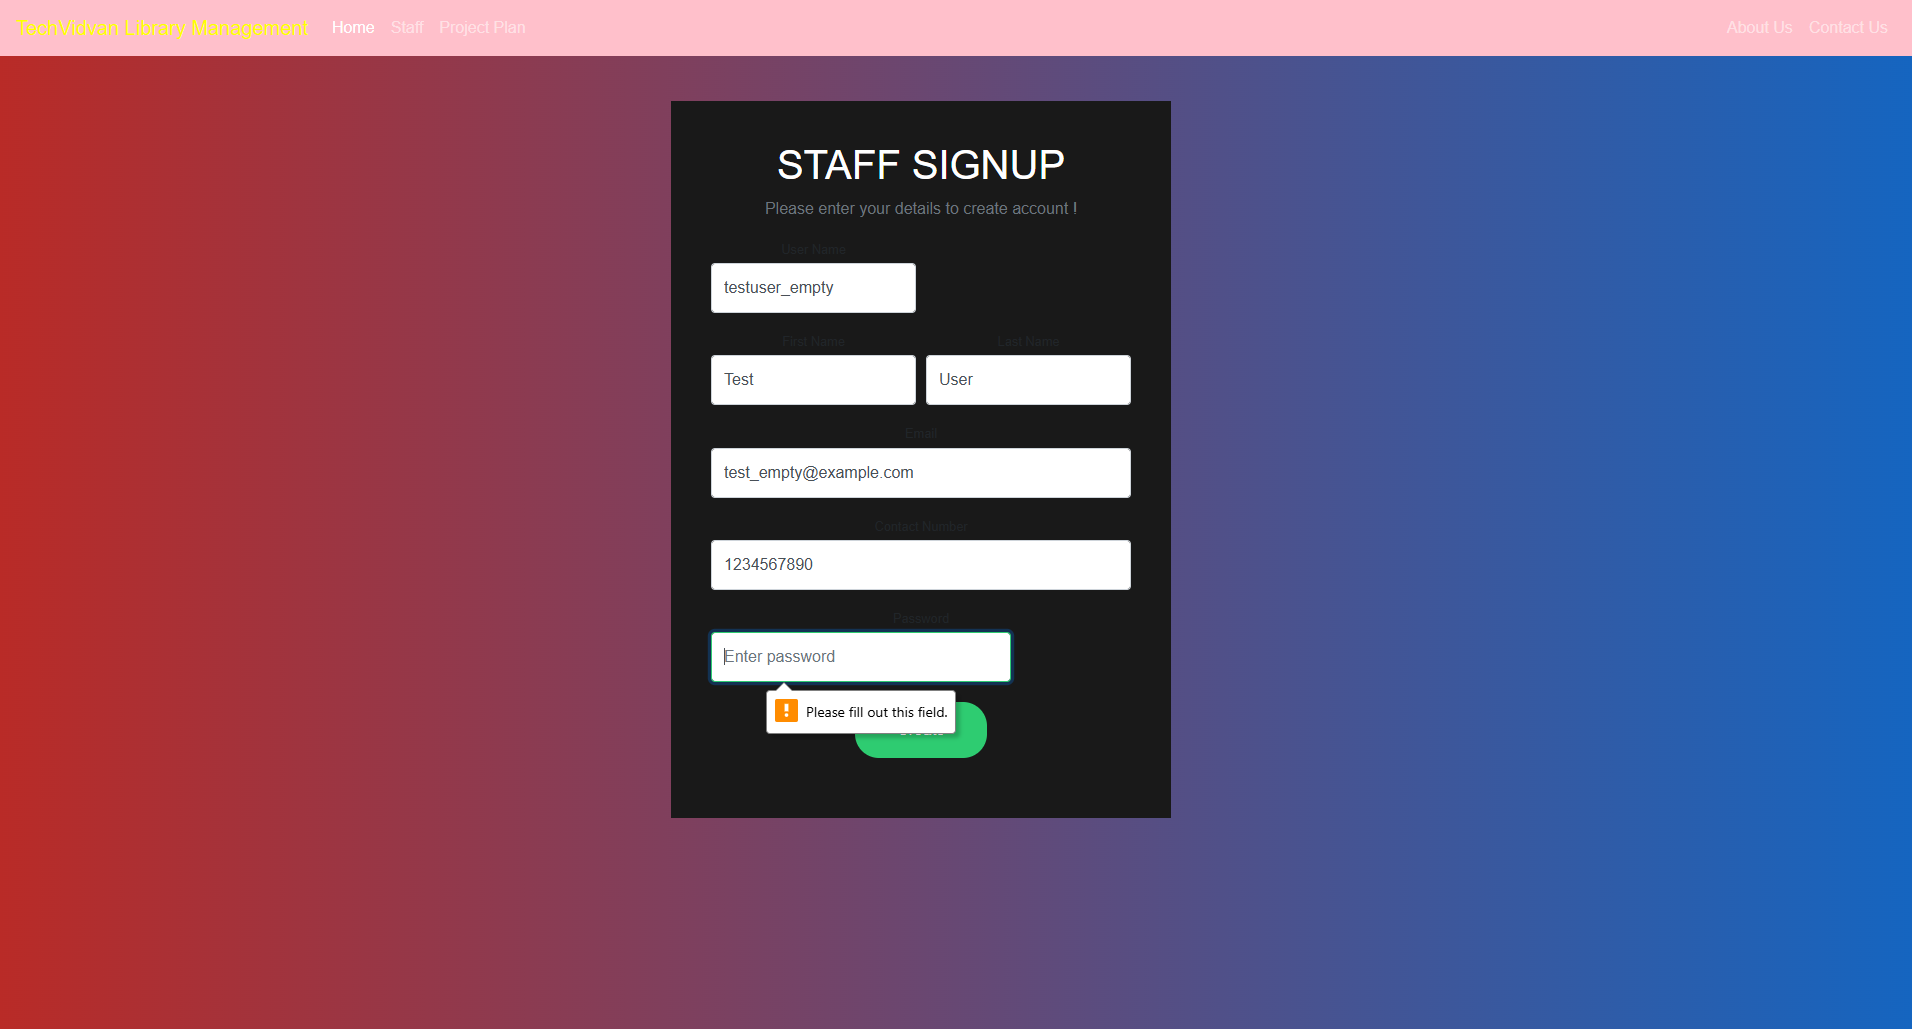 TechVidvan Library Management Home Staff Project Plan About Us Contact Us
STAFF SIGNUP
Please enter your details to create account !
User Name
testuser_empty
First Name Last Name
Test User
Email
test_empty@example.com
Contact Number
1234567890
Password
Enter password
Please fill out this field.